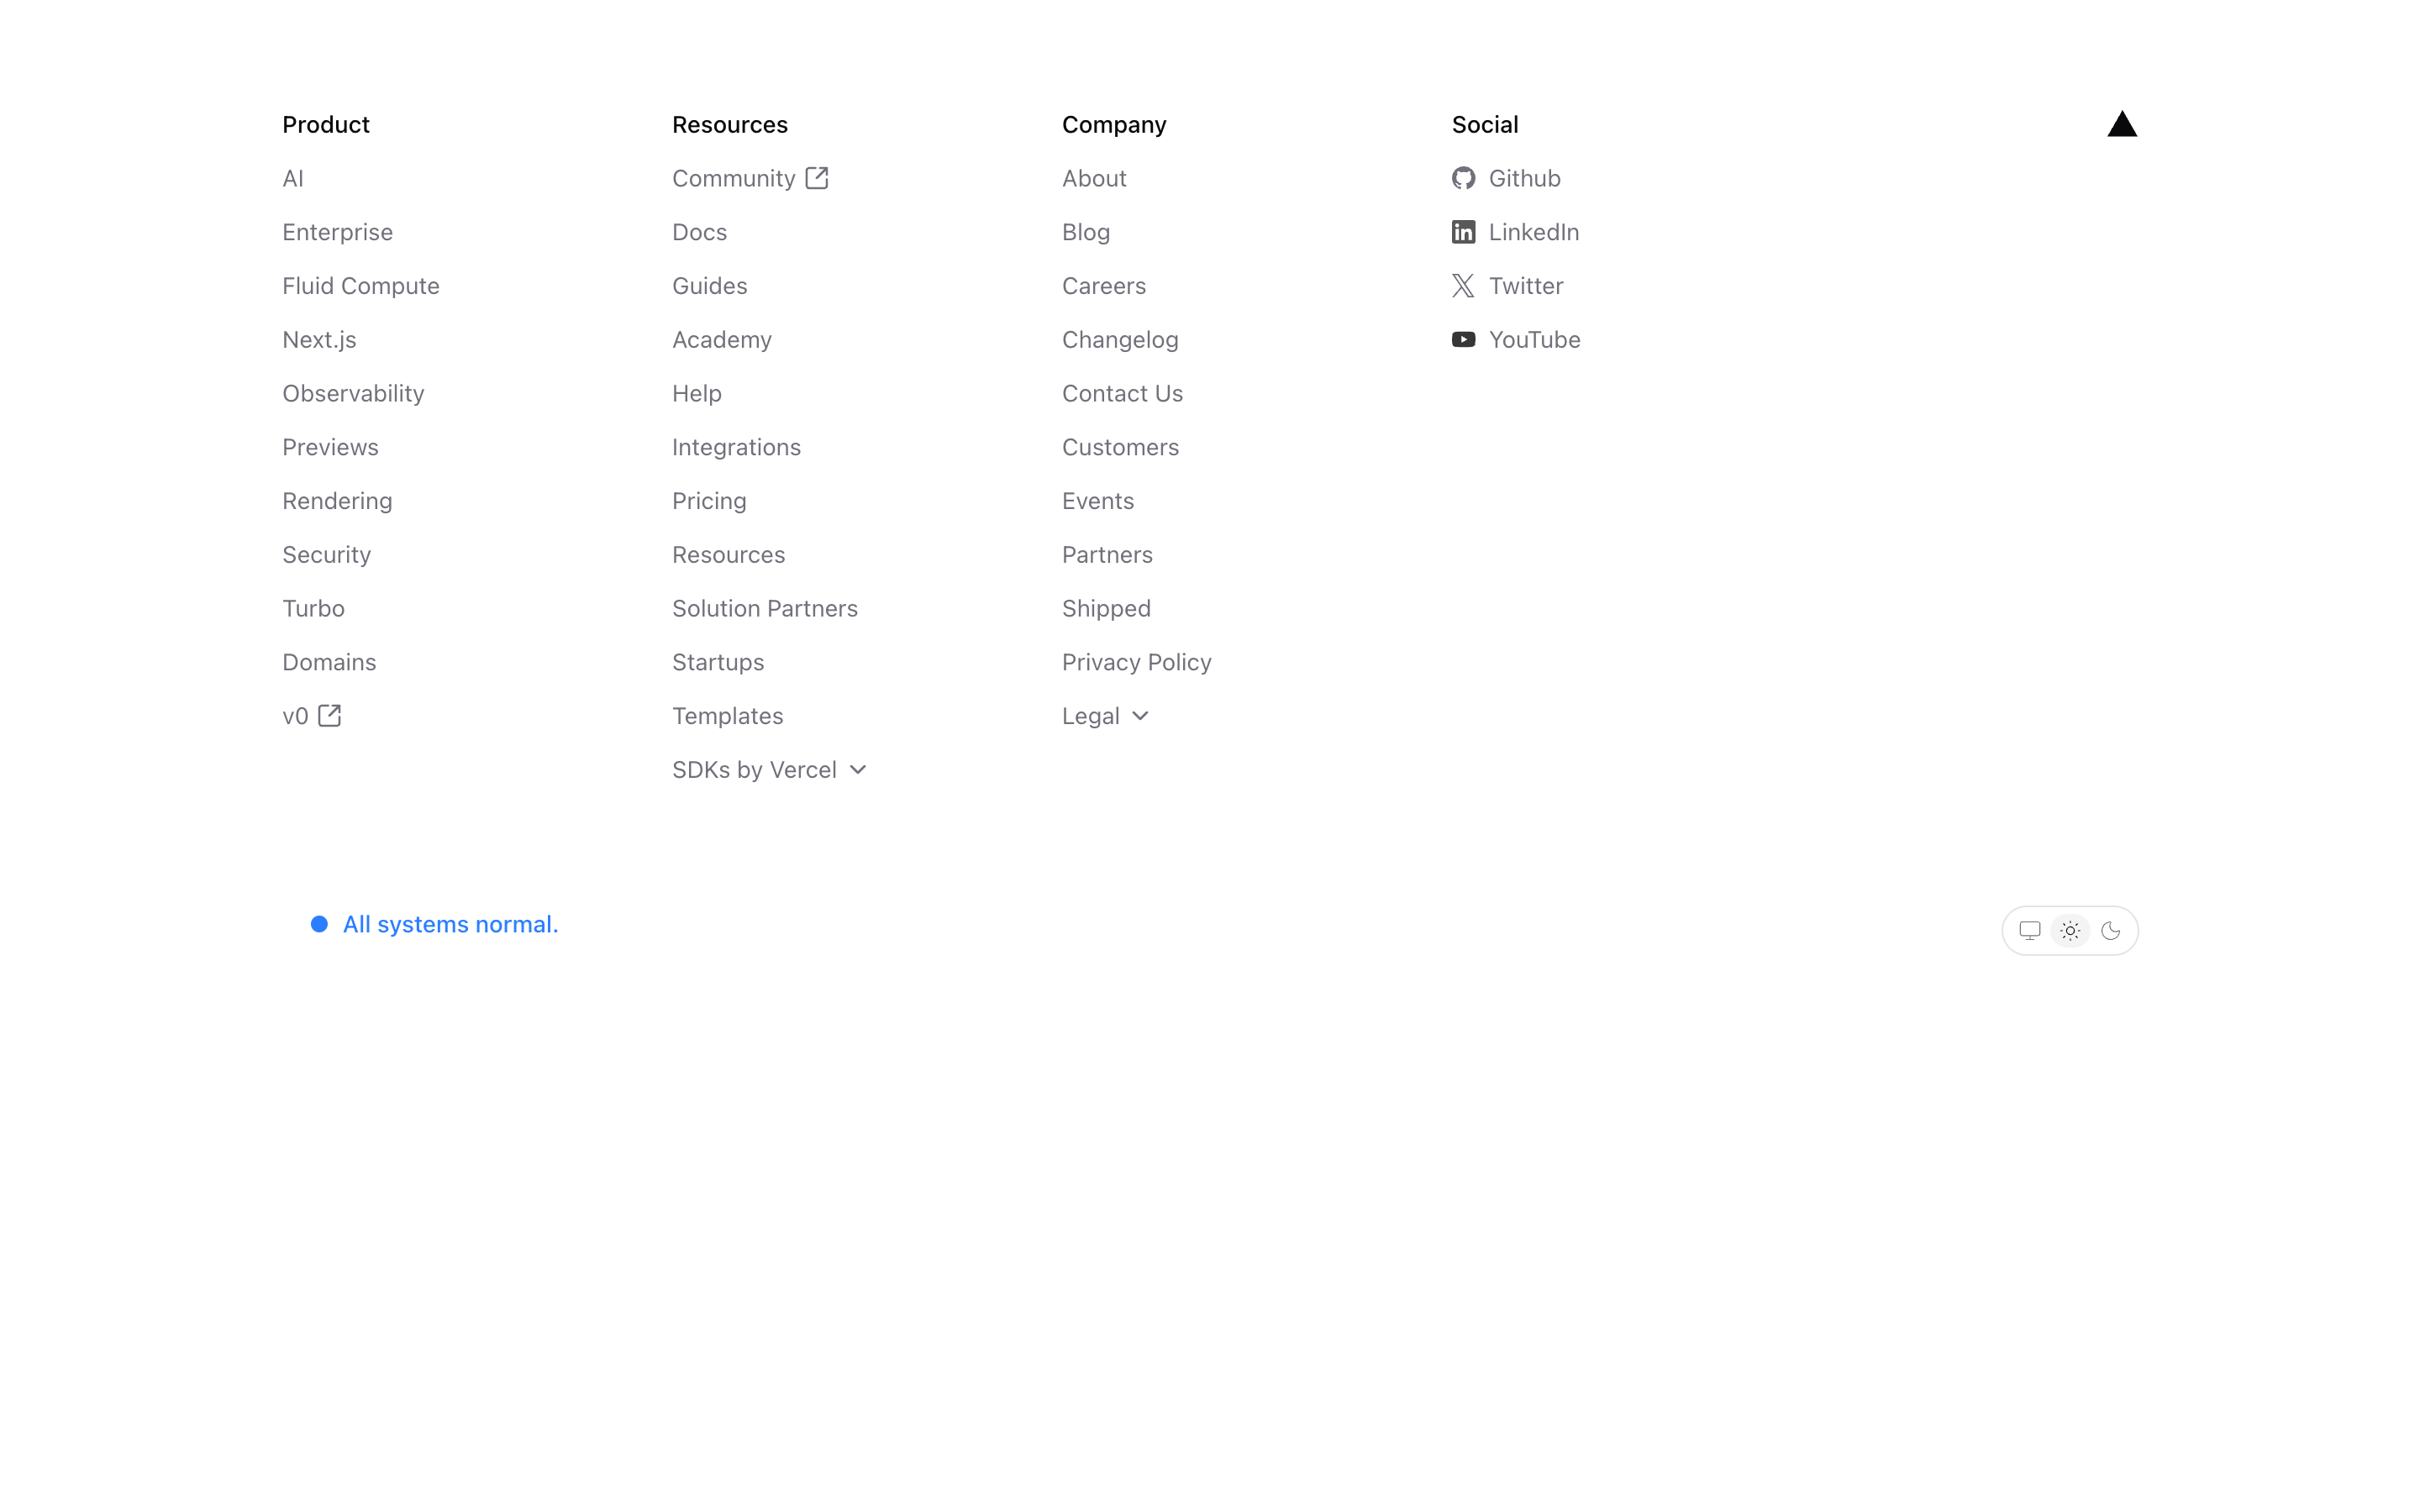 Product
AI
Enterprise
Fluid Compute
Next.js
Observability
Previews
Rendering
Security
Turbo
Domains
v0
Resources
Community
Docs
Guides
Academy
Help
Integrations
Pricing
Resources
Solution Partners
Startups
Templates
SDKs by Vercel
Company
About
Blog
Careers
Changelog
Contact Us
Customers
Events
Partners
Shipped
Privacy Policy
Legal
Social
Github
LinkedIn
Twitter
YouTube
All systems normal.